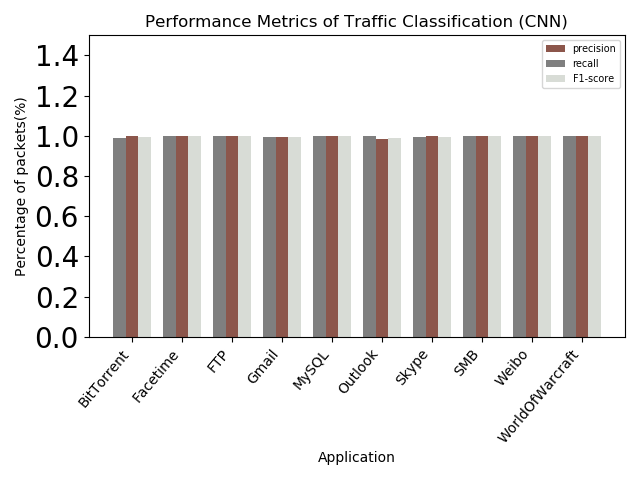 Performance Metrics of Traffic Classification (CNN)
precision
recall
F1-score
Percentage of packets(%)
1.4
1.2
1.0
0.8
0.6
0.4
0.2
0.0
BitTorrent
Facetime
FTP
Gmail
MySQL
Outlook
Skype
SMB
Weibo
WorldOfWarcraft
Application